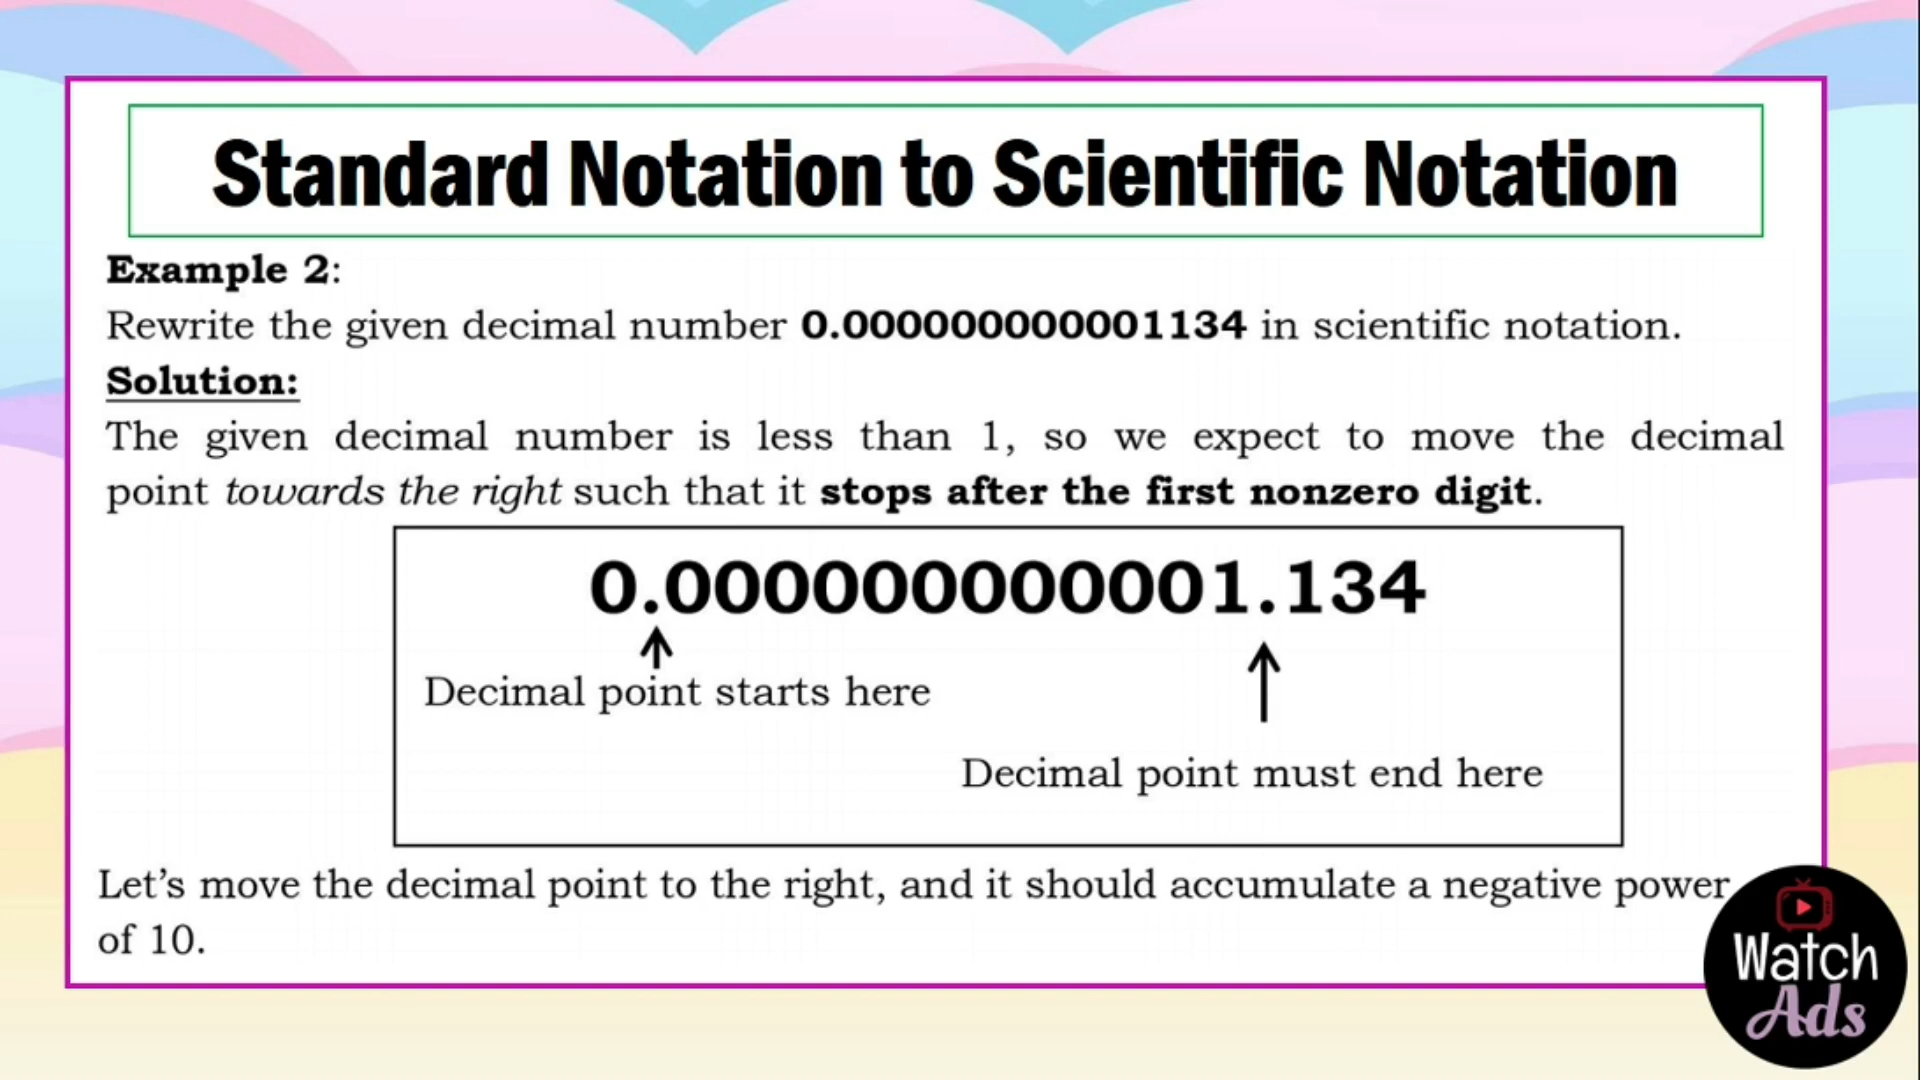 Standard Notation to Scientific Notation
Example 2:
Rewrite the given decimal number 0.000000000001134 in scientific notation.
Solution:
The given decimal number is less than 1, so we expect to move the decimal
point towards the right such that it stops after the first nonzero digit.
0.000000000001.134
Decimal point starts here
Decimal point must end here
Let's move the decimal point to the right, and it should accumulate a negative power
of 10.
Watch
Ads